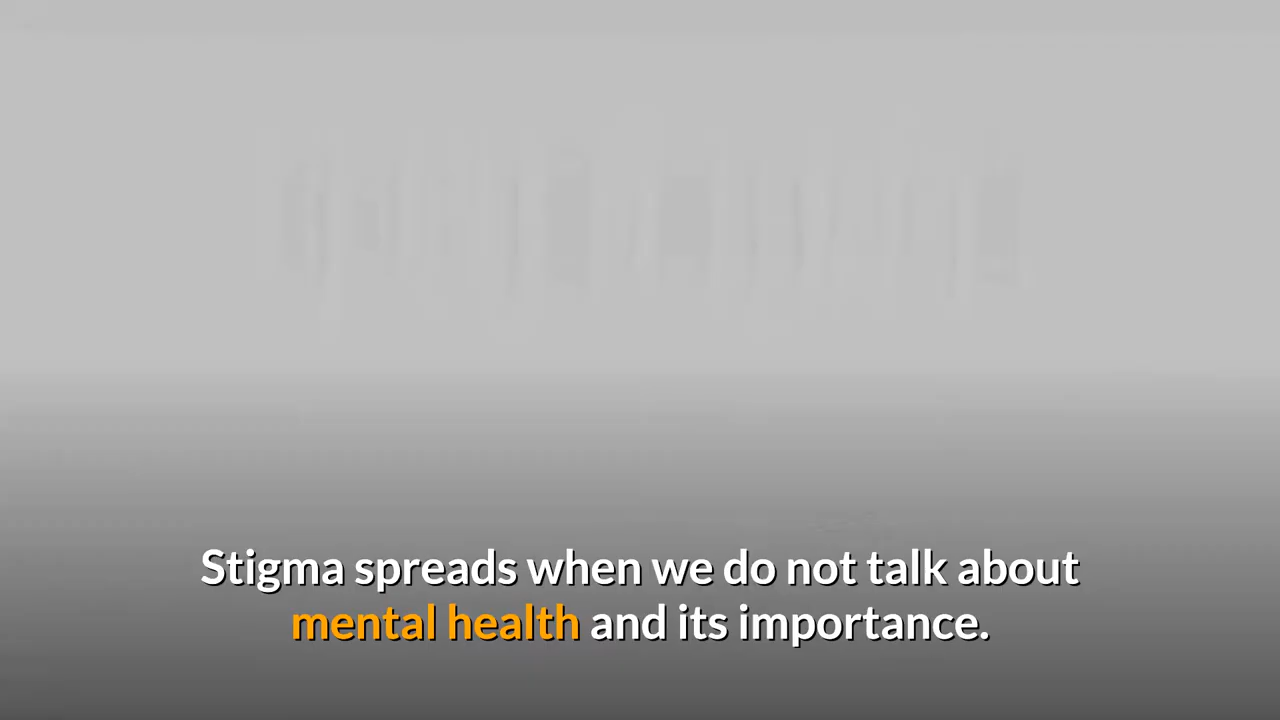 Stigma spreads when we do not talk about
mental health and its importance.